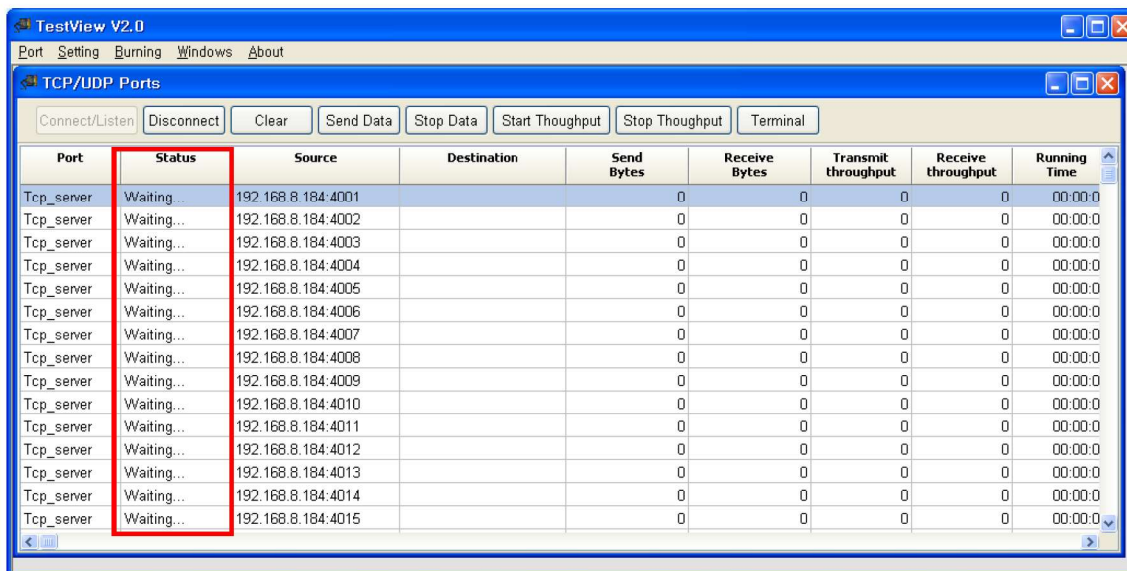 TestView V2.0
Port Setting Burning Windows About
TCP/UDP Ports
Connect/Listen Disconnect Clear Send Data Stop Data Start Thoughput Stop Thoughput Terminal
Port Status Source Destination Send Bytes Receive Bytes Transmit throughput Receive throughput Running Time
Tcp_server Waiting... 192.168.8.184:4001 0 0 0 0 00:00:0
Tcp_server Waiting... 192.168.8.184:4002 0 0 0 0 00:00:0
Tcp_server Waiting... 192.168.8.184:4003 0 0 0 0 00:00:0
Tcp_server Waiting... 192.168.8.184:4004 0 0 0 0 00:00:0
Tcp_server Waiting... 192.168.8.184:4005 0 0 0 0 00:00:0
Tcp_server Waiting... 192.168.8.184:4006 0 0 0 0 00:00:0
Tcp_server Waiting... 192.168.8.184:4007 0 0 0 0 00:00:0
Tcp_server Waiting... 192.168.8.184:4008 0 0 0 0 00:00:0
Tcp_server Waiting... 192.168.8.184:4009 0 0 0 0 00:00:0
Tcp_server Waiting... 192.168.8.184:4010 0 0 0 0 00:00:0
Tcp_server Waiting... 192.168.8.184:4011 0 0 0 0 00:00:0
Tcp_server Waiting... 192.168.8.184:4012 0 0 0 0 00:00:0
Tcp_server Waiting... 192.168.8.184:4013 0 0 0 0 00:00:0
Tcp_server Waiting... 192.168.8.184:4014 0 0 0 0 00:00:0
Tcp_server Waiting... 192.168.8.184:4015 0 0 0 0 00:00:0